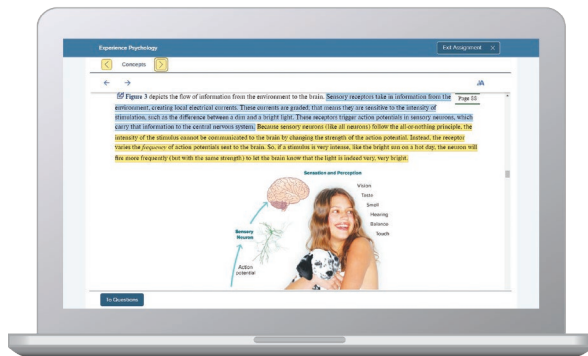 Experience Psychology
Exit Assignment X
Concepts
Figure 3 depicts the flow of information from the environment to the brain. Sensory receptors take in information from the
Page 83
environment, creating local electrical currents. These currents are graded; that means they are sensitive to the intensity of
stimulation, such as the difference between a dim and a bright light. These receptors trigger action potentials in sensory neurons, which
carry that information to the central nervous system. Because sensory neurons (like all neurons) follow the all-or-nothing principle, the
intensity of the stimulus cannot be communicated to the brain by changing the strength of the action potential. Instead, the receptor
varies the frequency of action potentials sent to the brain. So, if a stimulus is very intense, like the bright sun on a hot day, the neuron will
fire more frequently (but with the same strength) to let the brain know that the light is indeed very, very bright.
Sensation and Perception
Vision
Taste
Smell
Hearing
Balance
Touch
Sensory
Neuron
Action
potential
To Questions